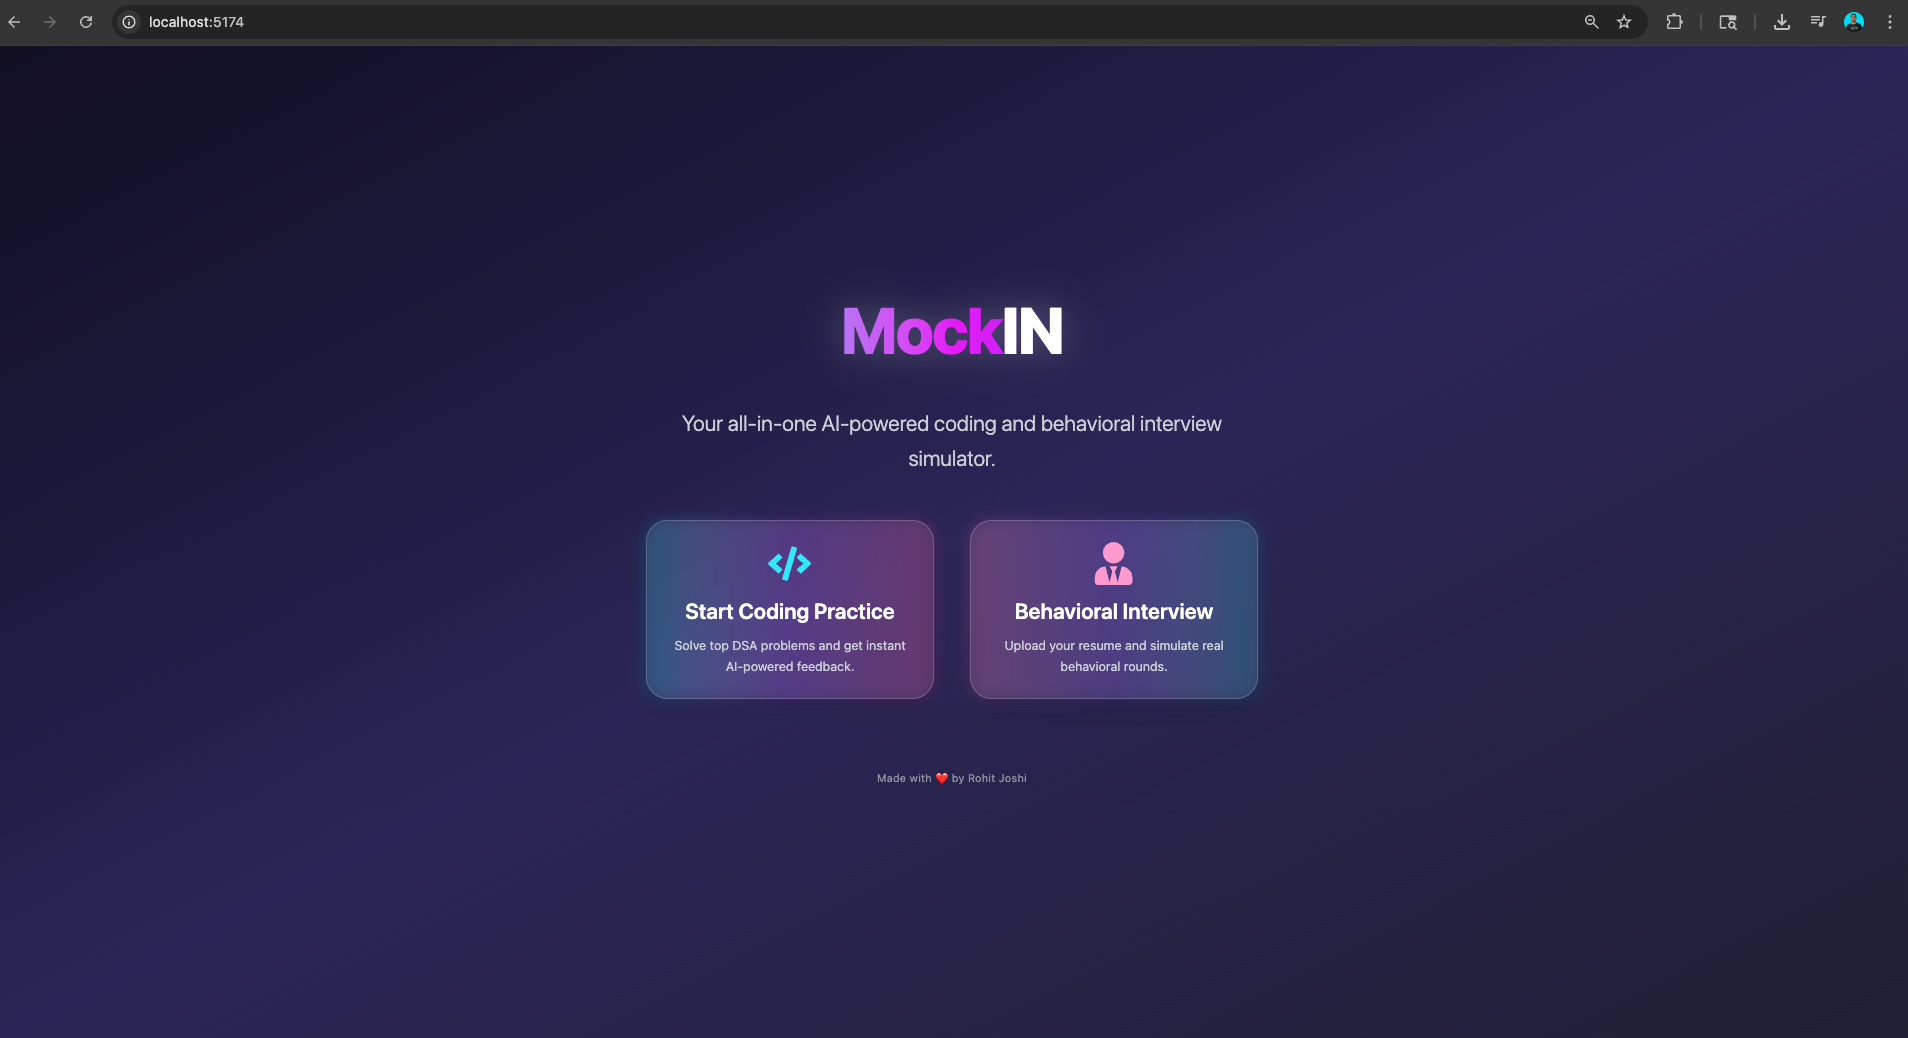 localhost:5174
MockIN
Your all-in-one AI-powered coding and behavioral interview
simulator.
</>
Start Coding Practice
Solve top DSA problems and get instant
AI-powered feedback.
Behavioral Interview
Upload your resume and simulate real
behavioral rounds.
Made with ❤️ by Rohit Joshi